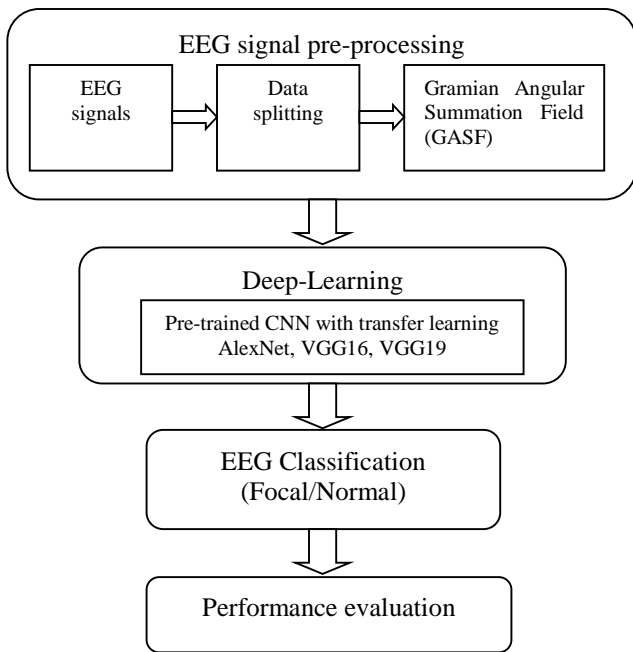 EEG signal pre-processing
EEG
signals
Data
splitting
Gramian Angular
Summation Field
(GASF)
Deep-Learning
Pre-trained CNN with transfer learning
AlexNet, VGG16, VGG19
EEG Classification
(Focal/Normal)
Performance evaluation